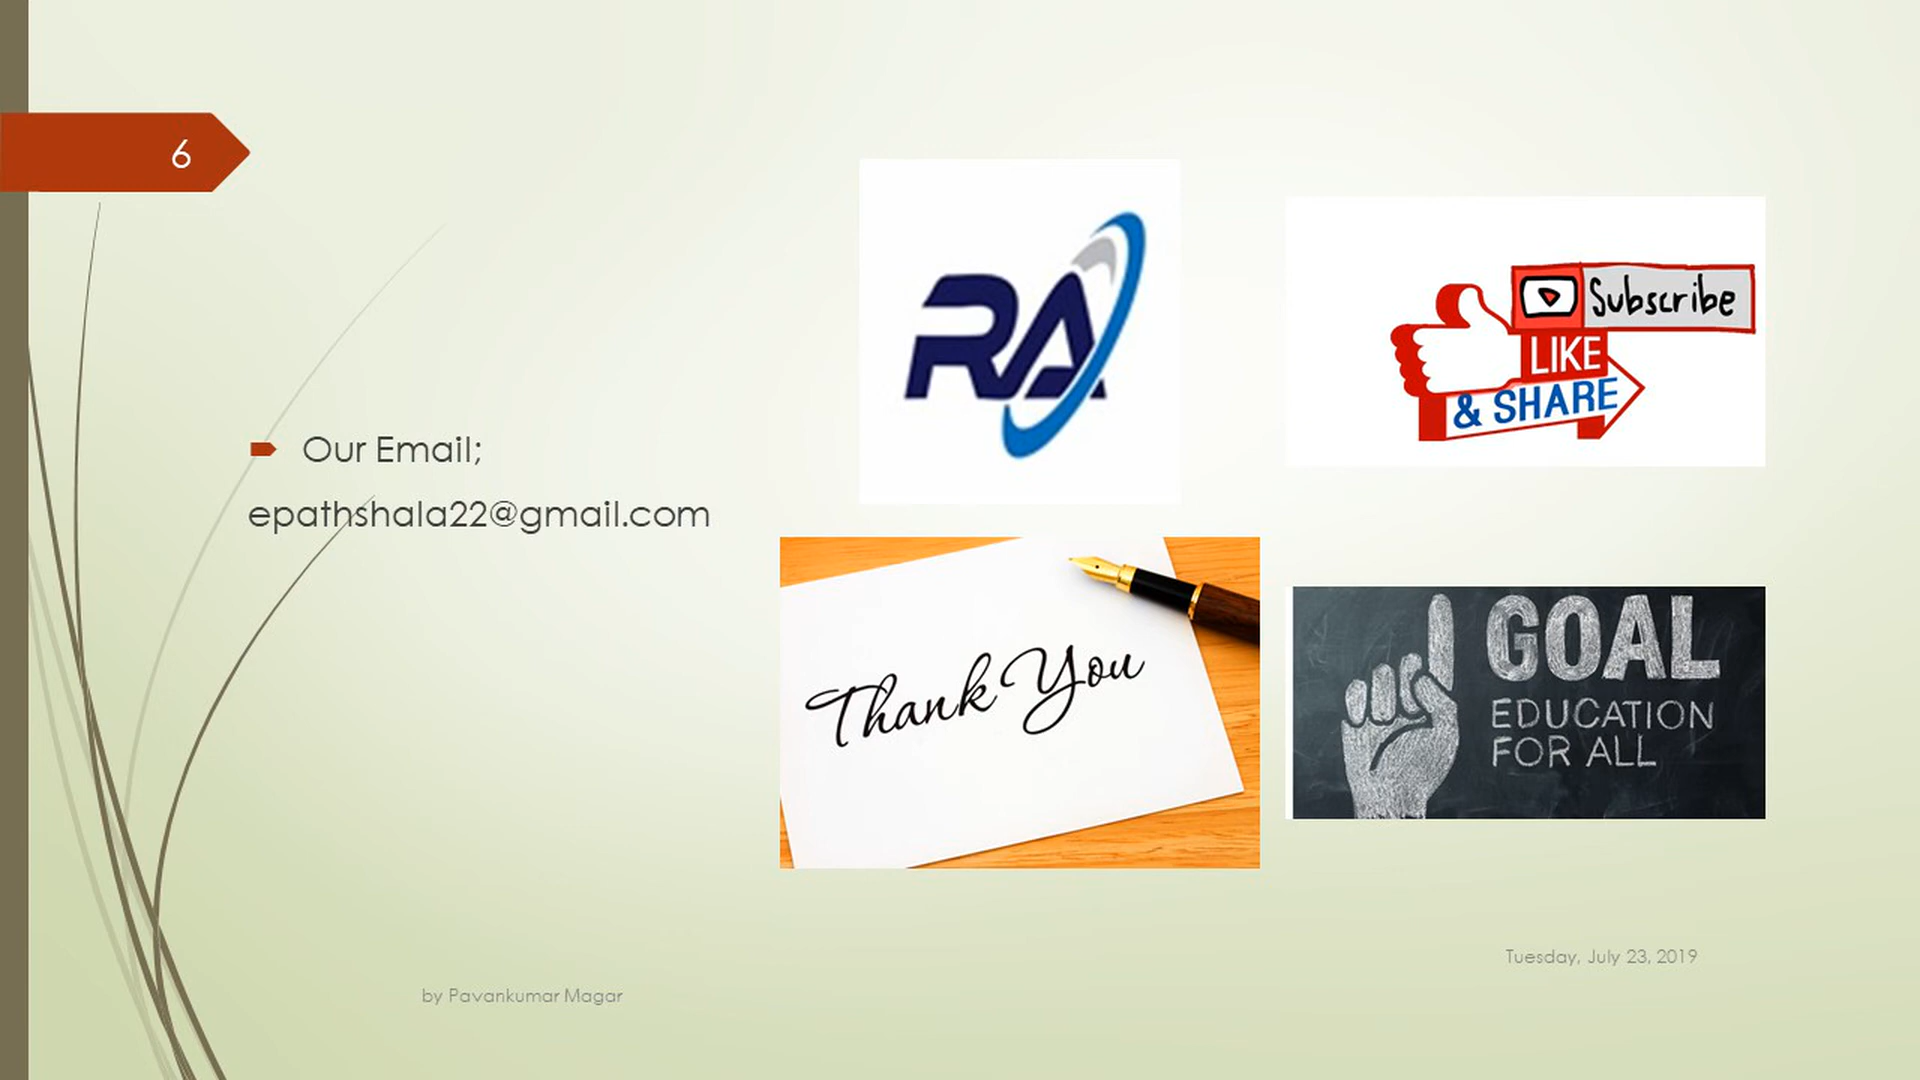 6
Our Email;
epathshala22@gmail.com
RA
Subscribe
LIKE
& SHARE
Thank You
GOAL
EDUCATION
FOR ALL
Tuesday, July 23, 2019
by Pavankumar Magar